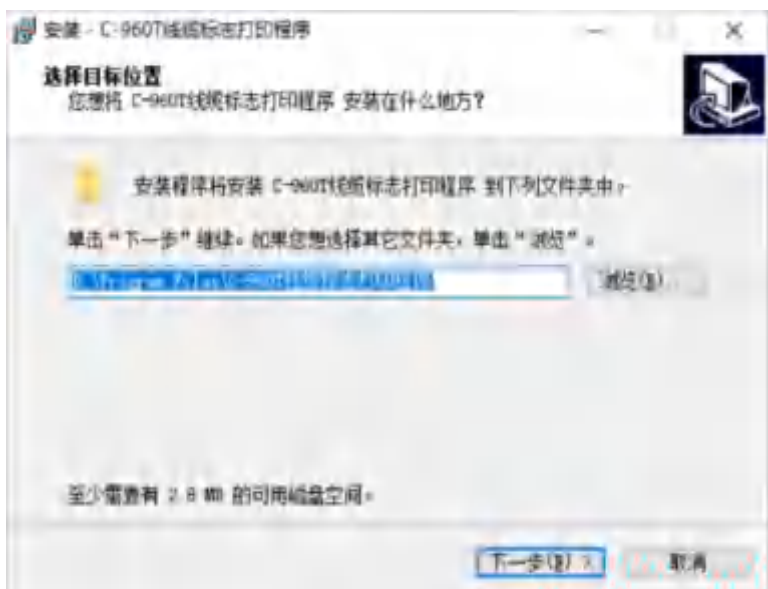 安装 - C-960T线缆标志打印程序
选择目标位置
您想将 C-960T线缆标志打印程序 安装在什么地方?
安装程序将安装 C-960T线缆标志打印程序 到下列文件夹中。
单击“下一步”继续。如果您想选择其它文件夹，单击“浏览”。
浏览(R)...
至少需要有 2.8 MB 的可用磁盘空间。
下一步(N) >
取消